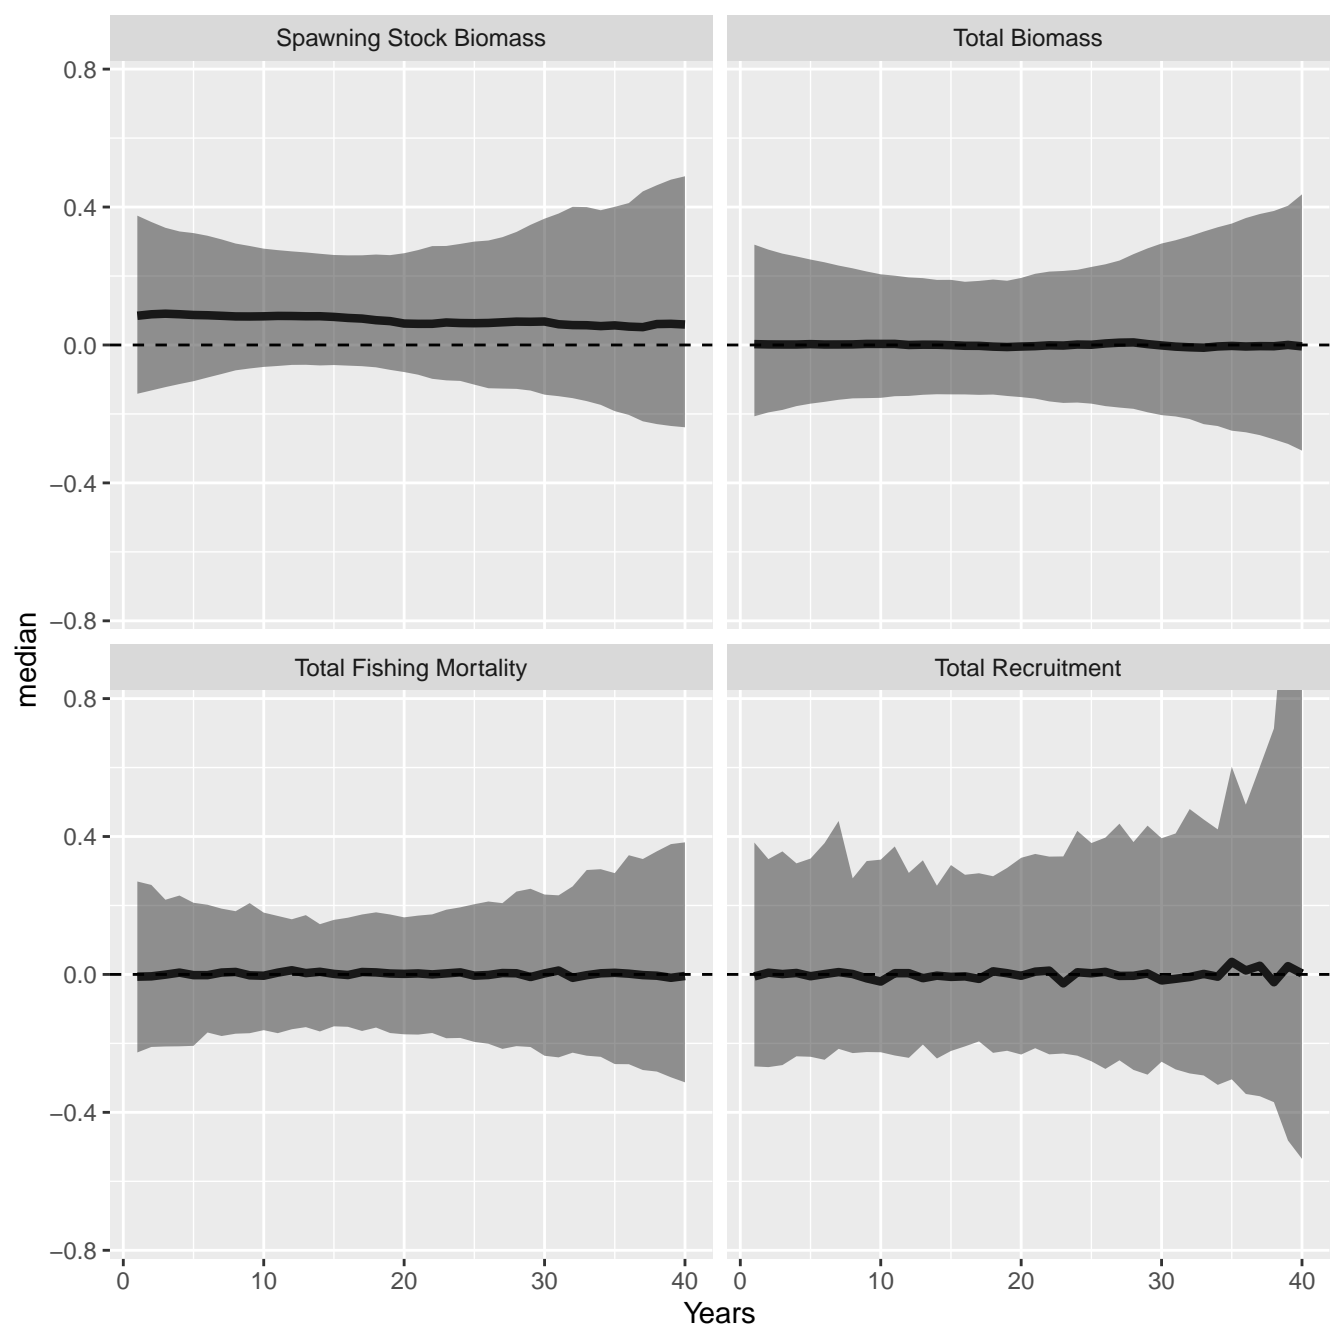 Spawning Stock Biomass
Total Biomass
0.8
0.4
0.0
−0.4
−0.8
median
Total Fishing Mortality
Total Recruitment
0.8
0.4
0.0
−0.4
−0.8
0 10 20 30 40
0 10 20 30 40
Years